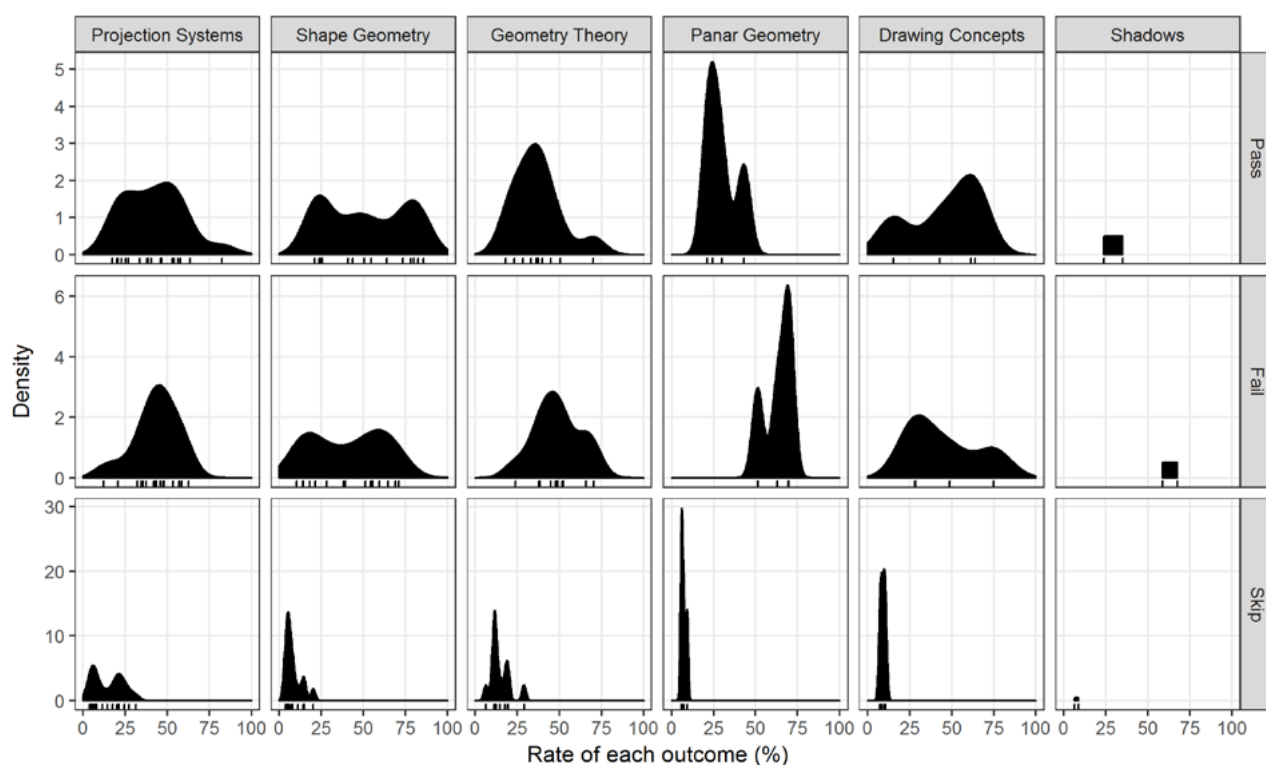 Projection Systems Shape Geometry Geometry Theory Panar Geometry Drawing Concepts Shadows
5
4
3
2
1
0
Pass
6
4
2
0
Fail
30
20
10
0
Skip
Density
0 25 50 75 100 0 25 50 75 100 0 25 50 75 100 0 25 50 75 100 0 25 50 75 100 0 25 50 75 100
Rate of each outcome (%)